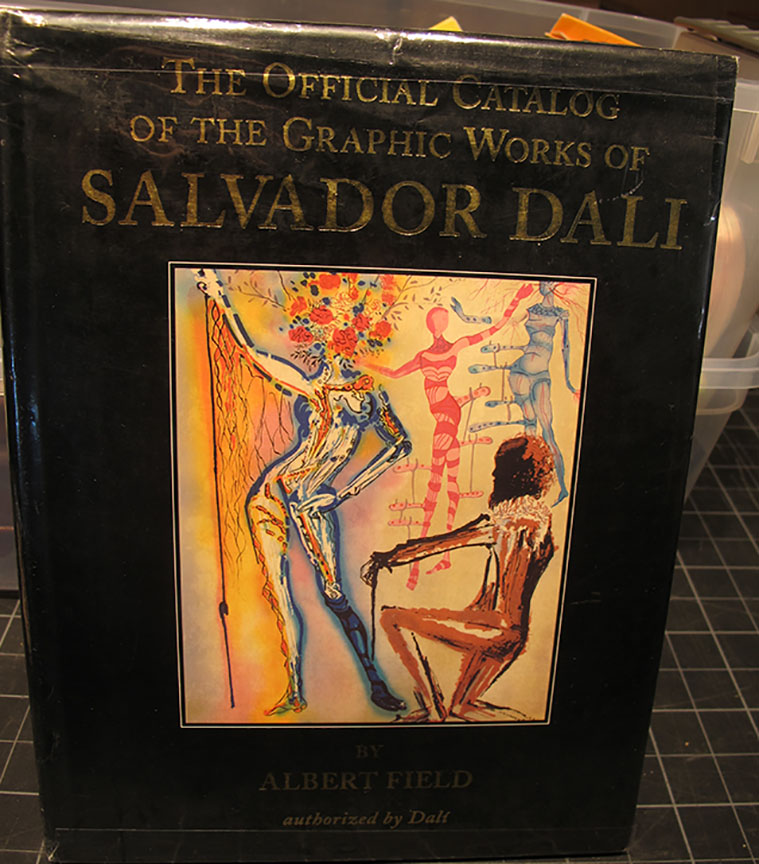 THE OFFICIAL CATALOG
OF THE GRAPHIC WORKS OF
SALVADOR DALI
BY
ALBERT FIELD
authorized by Dalí